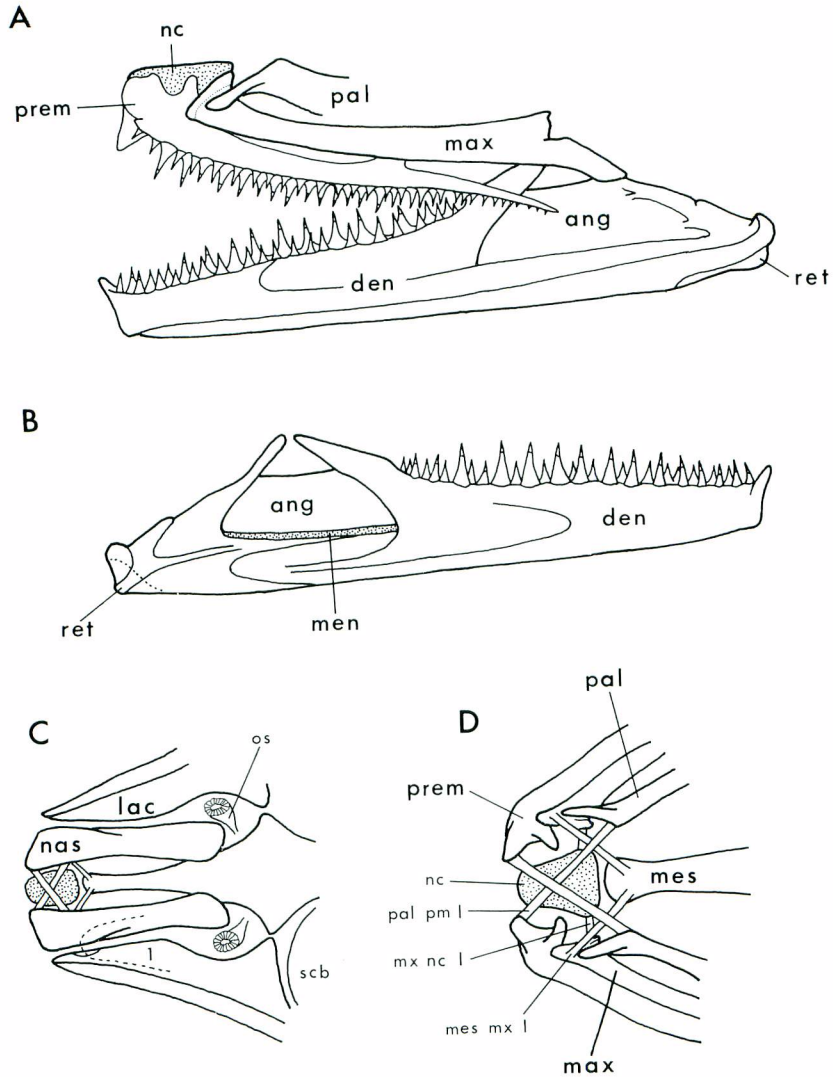 A
nc
prem
pal
max
ang
den
ret
B
ang
den
ret
men
C
os
lac
nas
l
scb
D
pal
prem
nc
mes
pal pm l
mx nc l
mes mx l
max